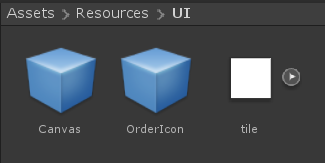 Assets > Resources > UI
Canvas OrderIcon tile